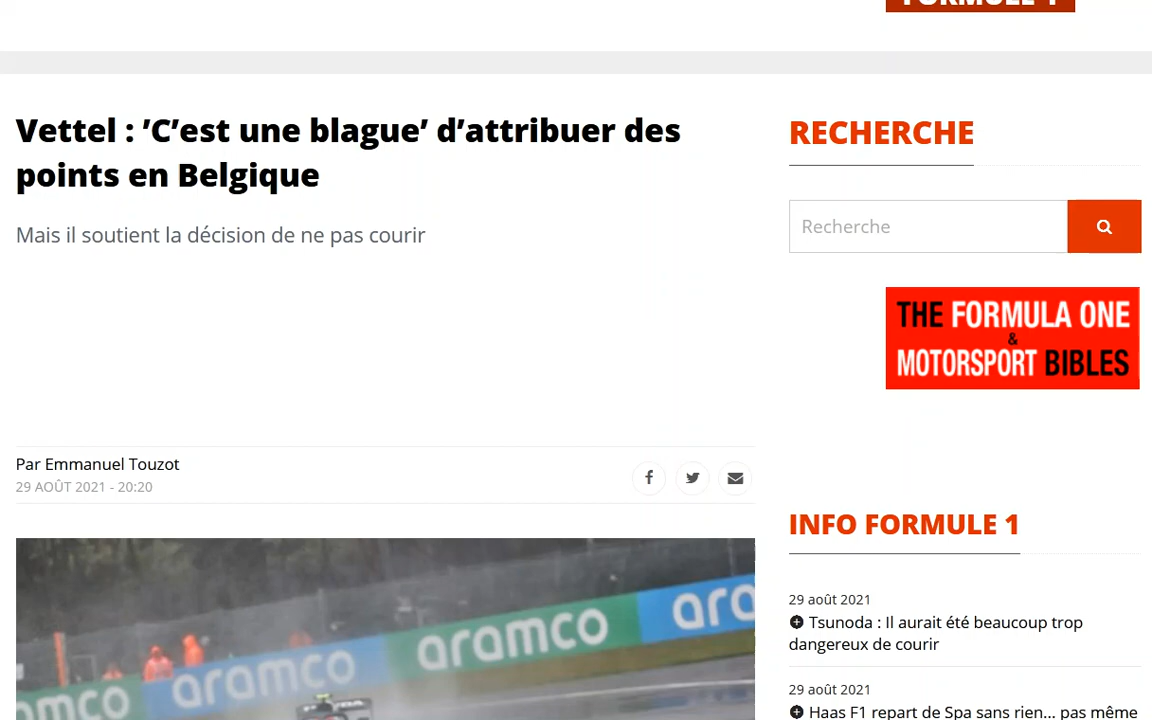 FORMULE 1
Vettel : ’C’est une blague’ d’attribuer des
points en Belgique
Mais il soutient la décision de ne pas courir
Par Emmanuel Touzot
29 AOÛT 2021 - 20:20
aramco
aramco
aramco
ara
RECHERCHE
Recherche
THE FORMULA ONE
&
MOTORSPORT BIBLES
INFO FORMULE 1
29 août 2021
Tsunoda : Il aurait été beaucoup trop
dangereux de courir
29 août 2021
Haas F1 repart de Spa sans rien... pas même